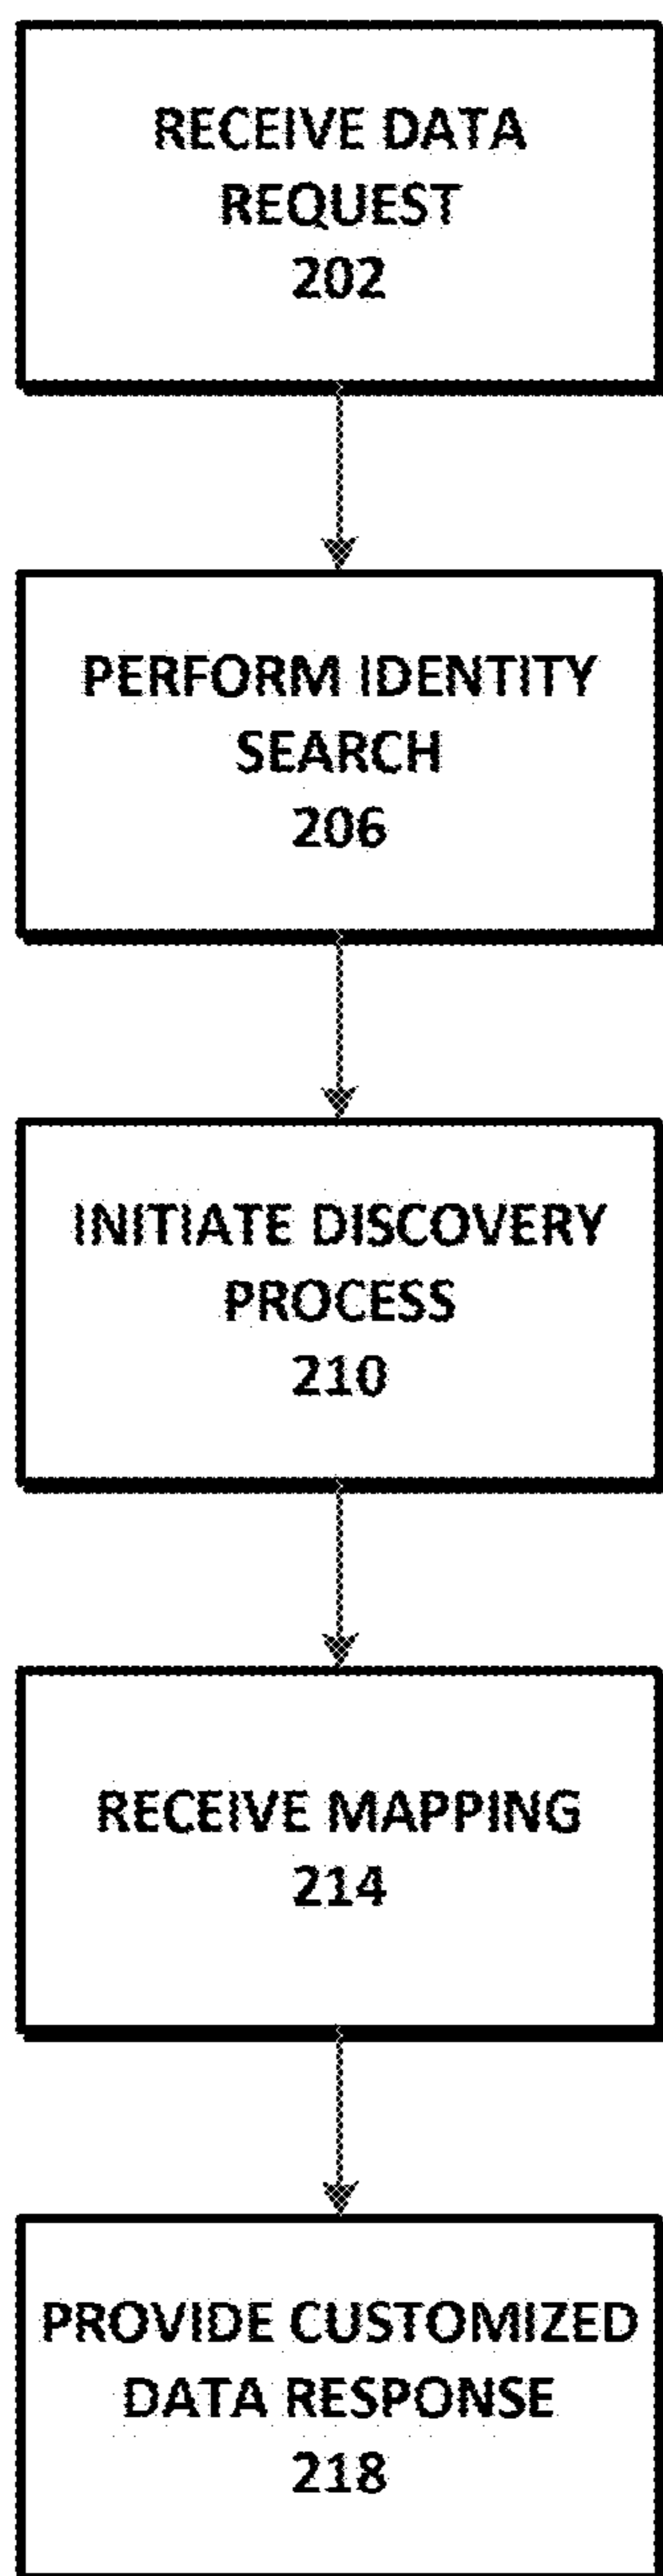 RECEIVE DATA
REQUEST
202
PERFORM IDENTITY
SEARCH
206
INITIATE DISCOVERY
PROCESS
210
RECEIVE MAPPING
214
PROVIDE CUSTOMIZED
DATA RESPONSE
218